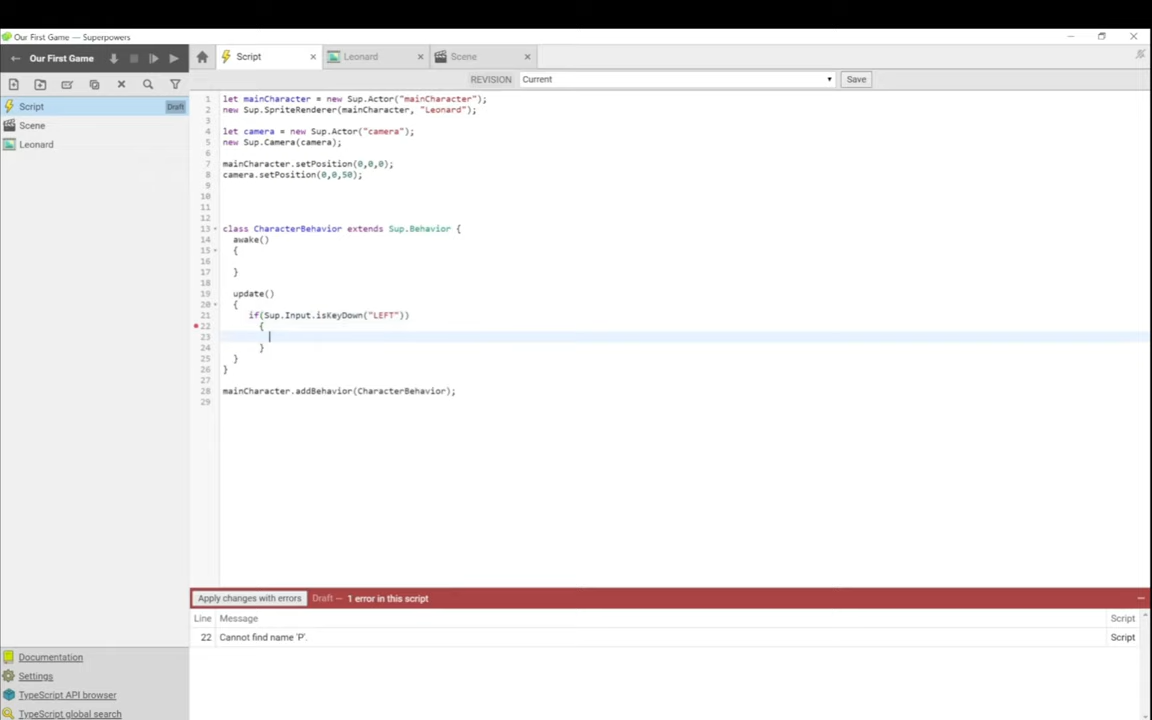 Our First Game — Superpowers
Our First Game
Script
Leonard
Scene
REVISION Current Save
Script Draft
Scene
Leonard
1 let mainCharacter = new Sup.Actor("mainCharacter");
2 new Sup.SpriteRenderer(mainCharacter, "Leonard");
3
4 let camera = new Sup.Actor("camera");
5 new Sup.Camera(camera);
6
7 mainCharacter.setPosition(0,0,0);
8 camera.setPosition(0,0,50);
9
10
11
12
13 class CharacterBehavior extends Sup.Behavior {
14 awake()
15 {
16
17 }
18
19 update()
20 {
21 if(Sup.Input.isKeyDown("LEFT"))
22 {
23
24 }
25 }
26 }
27
28 mainCharacter.addBehavior(CharacterBehavior);
29
Apply changes with errors Draft — 1 error in this script
Line Message Script
22 Cannot find name 'P'. Script
Documentation
Settings
TypeScript API browser
TypeScript global search